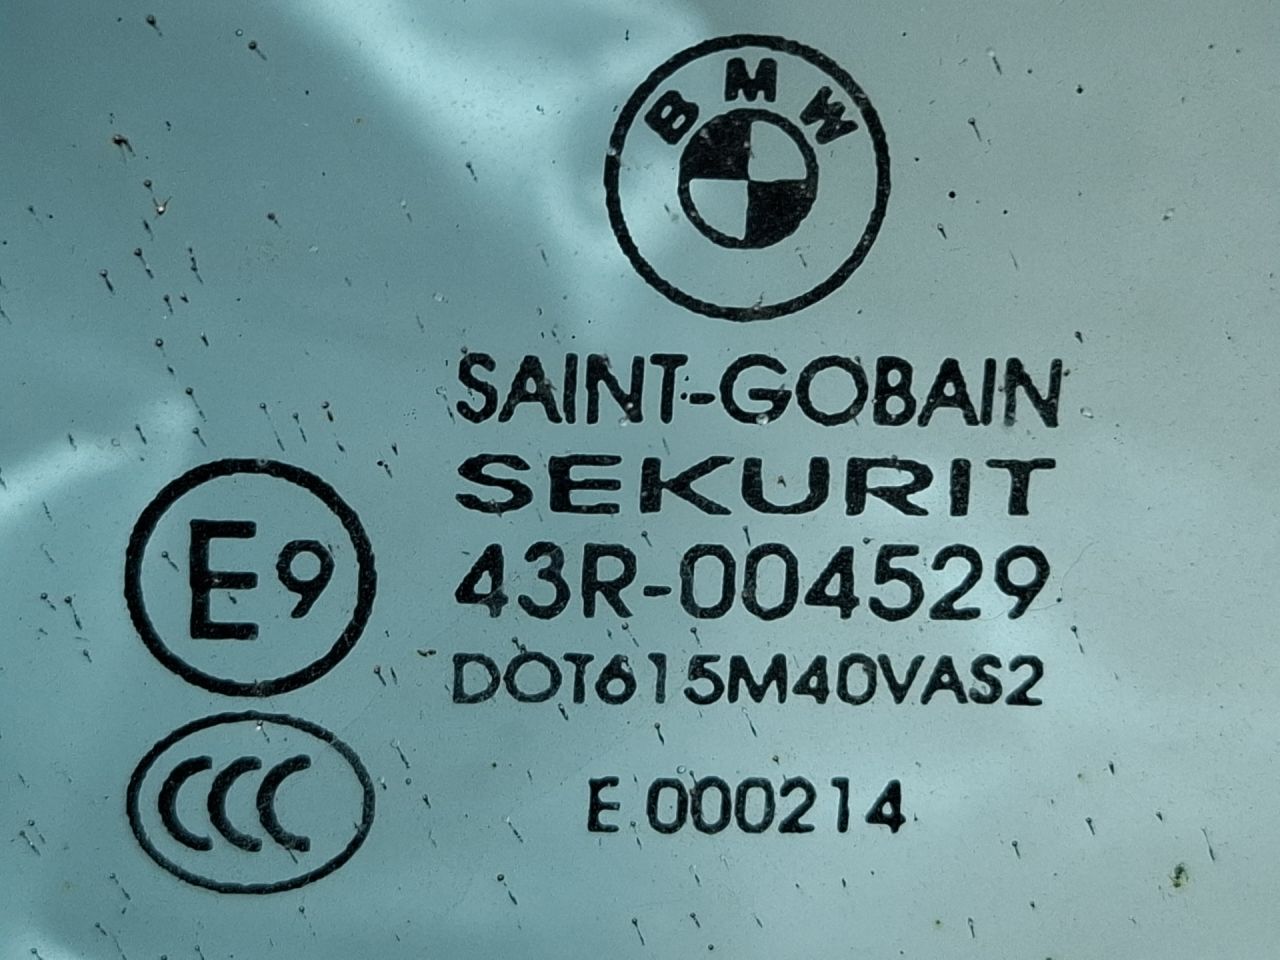 BMW
SAINT-GOBAIN
SEKURIT
E9
43R-004529
DOT615M40VAS2
CCC
E 000214